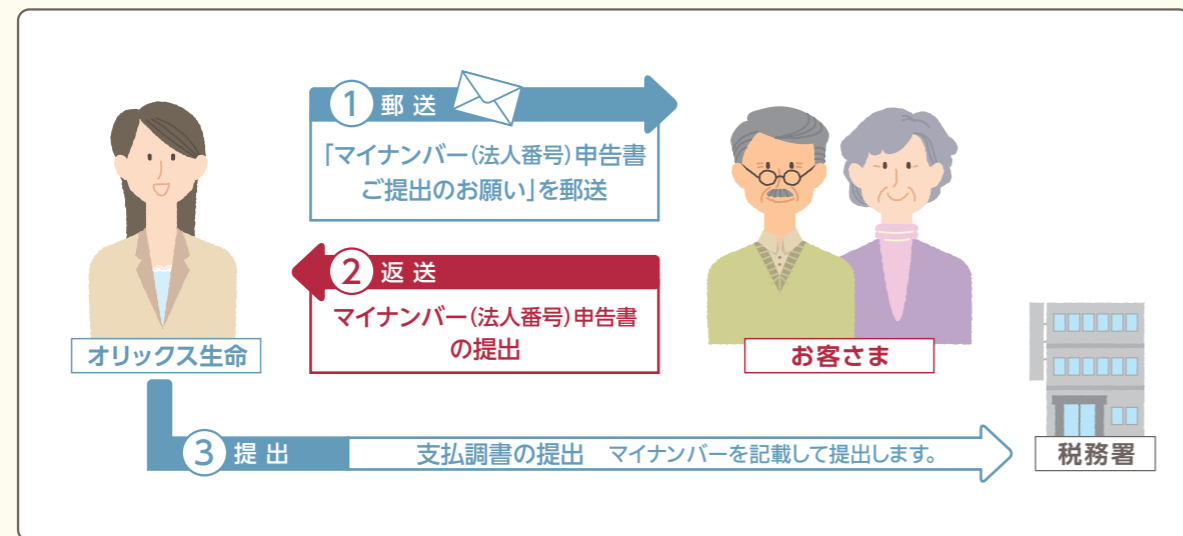 ① 郵送
「マイナンバー(法人番号)申告書
ご提出のお願い」を郵送
② 返送
マイナンバー(法人番号)申告書
の提出
オリックス生命
お客さま
③ 提出
支払調書の提出 マイナンバーを記載して提出します。
税務署